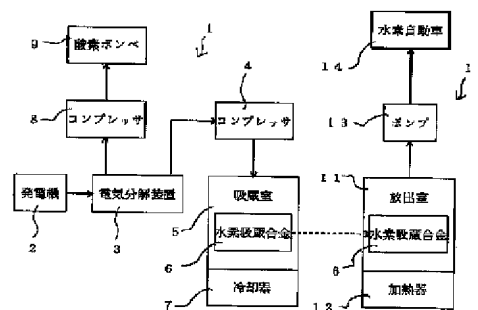 9
酸素ボンベ
1
8
コンプレッサ
4
コンプレッサ
発電機
2
電気分解装置
3
吸蔵室
5
水素吸蔵合金
6
冷却器
7
水素自動車
14
1
13
ポンプ
11
放出室
水素吸蔵合金
6
加熱器
12